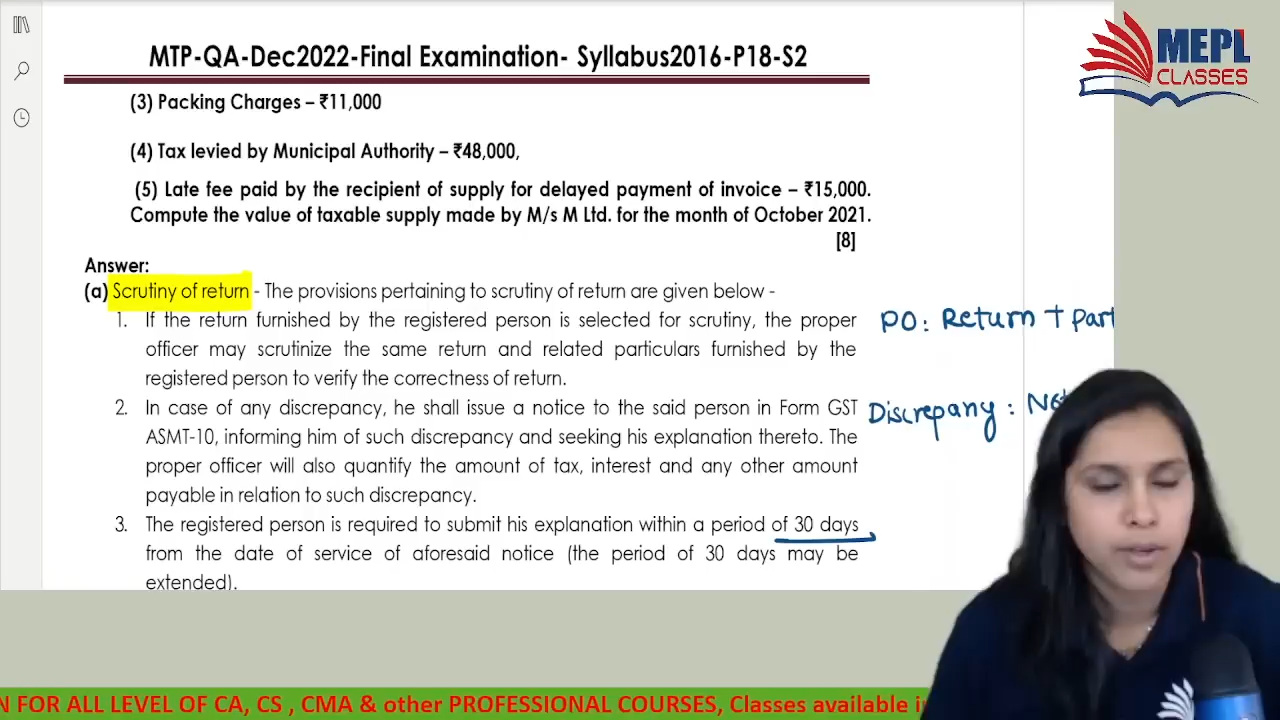 MTP-QA-Dec2022-Final Examination- Syllabus2016-P18-S2
MEPL
CLASSES
(3) Packing Charges – ₹11,000
(4) Tax levied by Municipal Authority – ₹48,000,
(5) Late fee paid by the recipient of supply for delayed payment of invoice – ₹15,000.
Compute the value of taxable supply made by M/s M Ltd. for the month of October 2021.
[8]
Answer:
(a) Scrutiny of return - The provisions pertaining to scrutiny of return are given below -
1. If the return furnished by the registered person is selected for scrutiny, the proper
officer may scrutinize the same return and related particulars furnished by the
registered person to verify the correctness of return.
PO: Return +
2. In case of any discrepancy, he shall issue a notice to the said person in Form GST
ASMT-10, informing him of such discrepancy and seeking his explanation thereto. The
proper officer will also quantify the amount of tax, interest and any other amount
payable in relation to such discrepancy.
Discrepany :
3. The registered person is required to submit his explanation within a period of 30 days
from the date of service of aforesaid notice (the period of 30 days may be
extended).
N FOR ALL LEVEL OF CA, CS , CMA & other PROFESSIONAL COURSES, Classes available